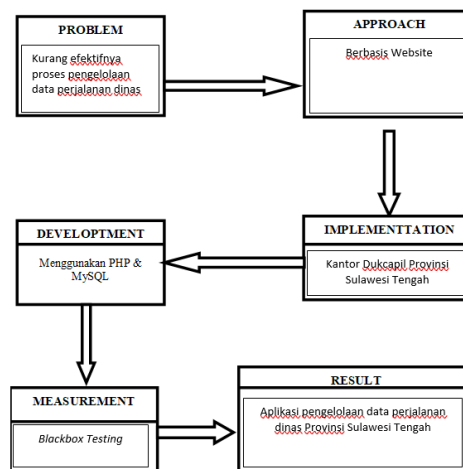 PROBLEM
Kurang efektifnya
proses pengelolaan
data perjalanan dinas
APPROACH
Berbasis Website
IMPLEMENTTATION
Kantor Dukcapil Provinsi
Sulawesi Tengah
DEVELOPTMENT
Menggunakan PHP &
MySQL
MEASUREMENT
Blackbox Testing
RESULT
Aplikasi pengelolaan data perjalanan
dinas Provinsi Sulawesi Tengah